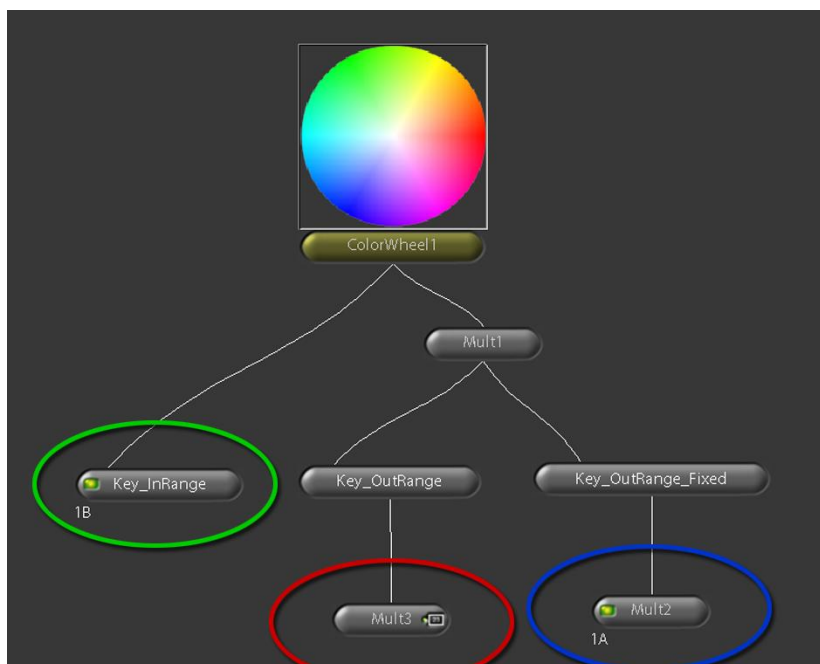 ColorWheel1
Mult1
Key_InRange
1B
Key_OutRange
Key_OutRange_Fixed
Mult3
Mult2
1A